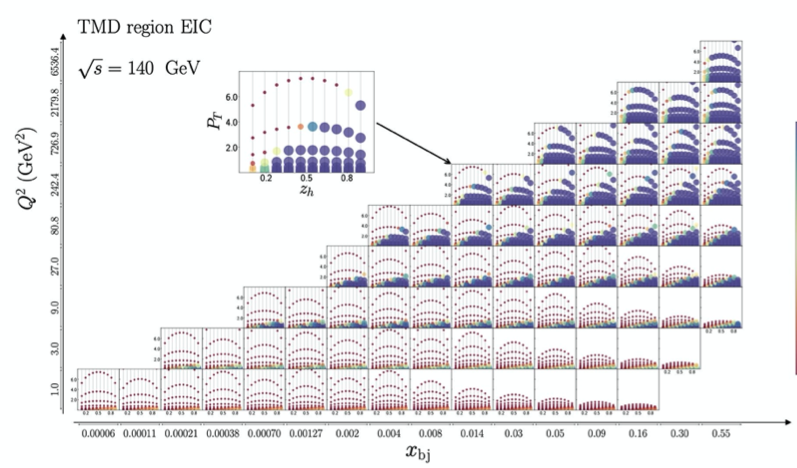 TMD region EIC
√s = 140 GeV
P_T
6.0
4.0
2.0
0.2 0.5 0.8
z_h
Q² (GeV²)
6536.4
2179.8
726.9
242.4
80.8
27.0
9.0
3.0
1.0
0.00006 0.00011 0.00021 0.00038 0.00070 0.00127 0.002 0.004 0.008 0.014 0.03 0.05 0.09 0.16 0.30 0.55
x_bj